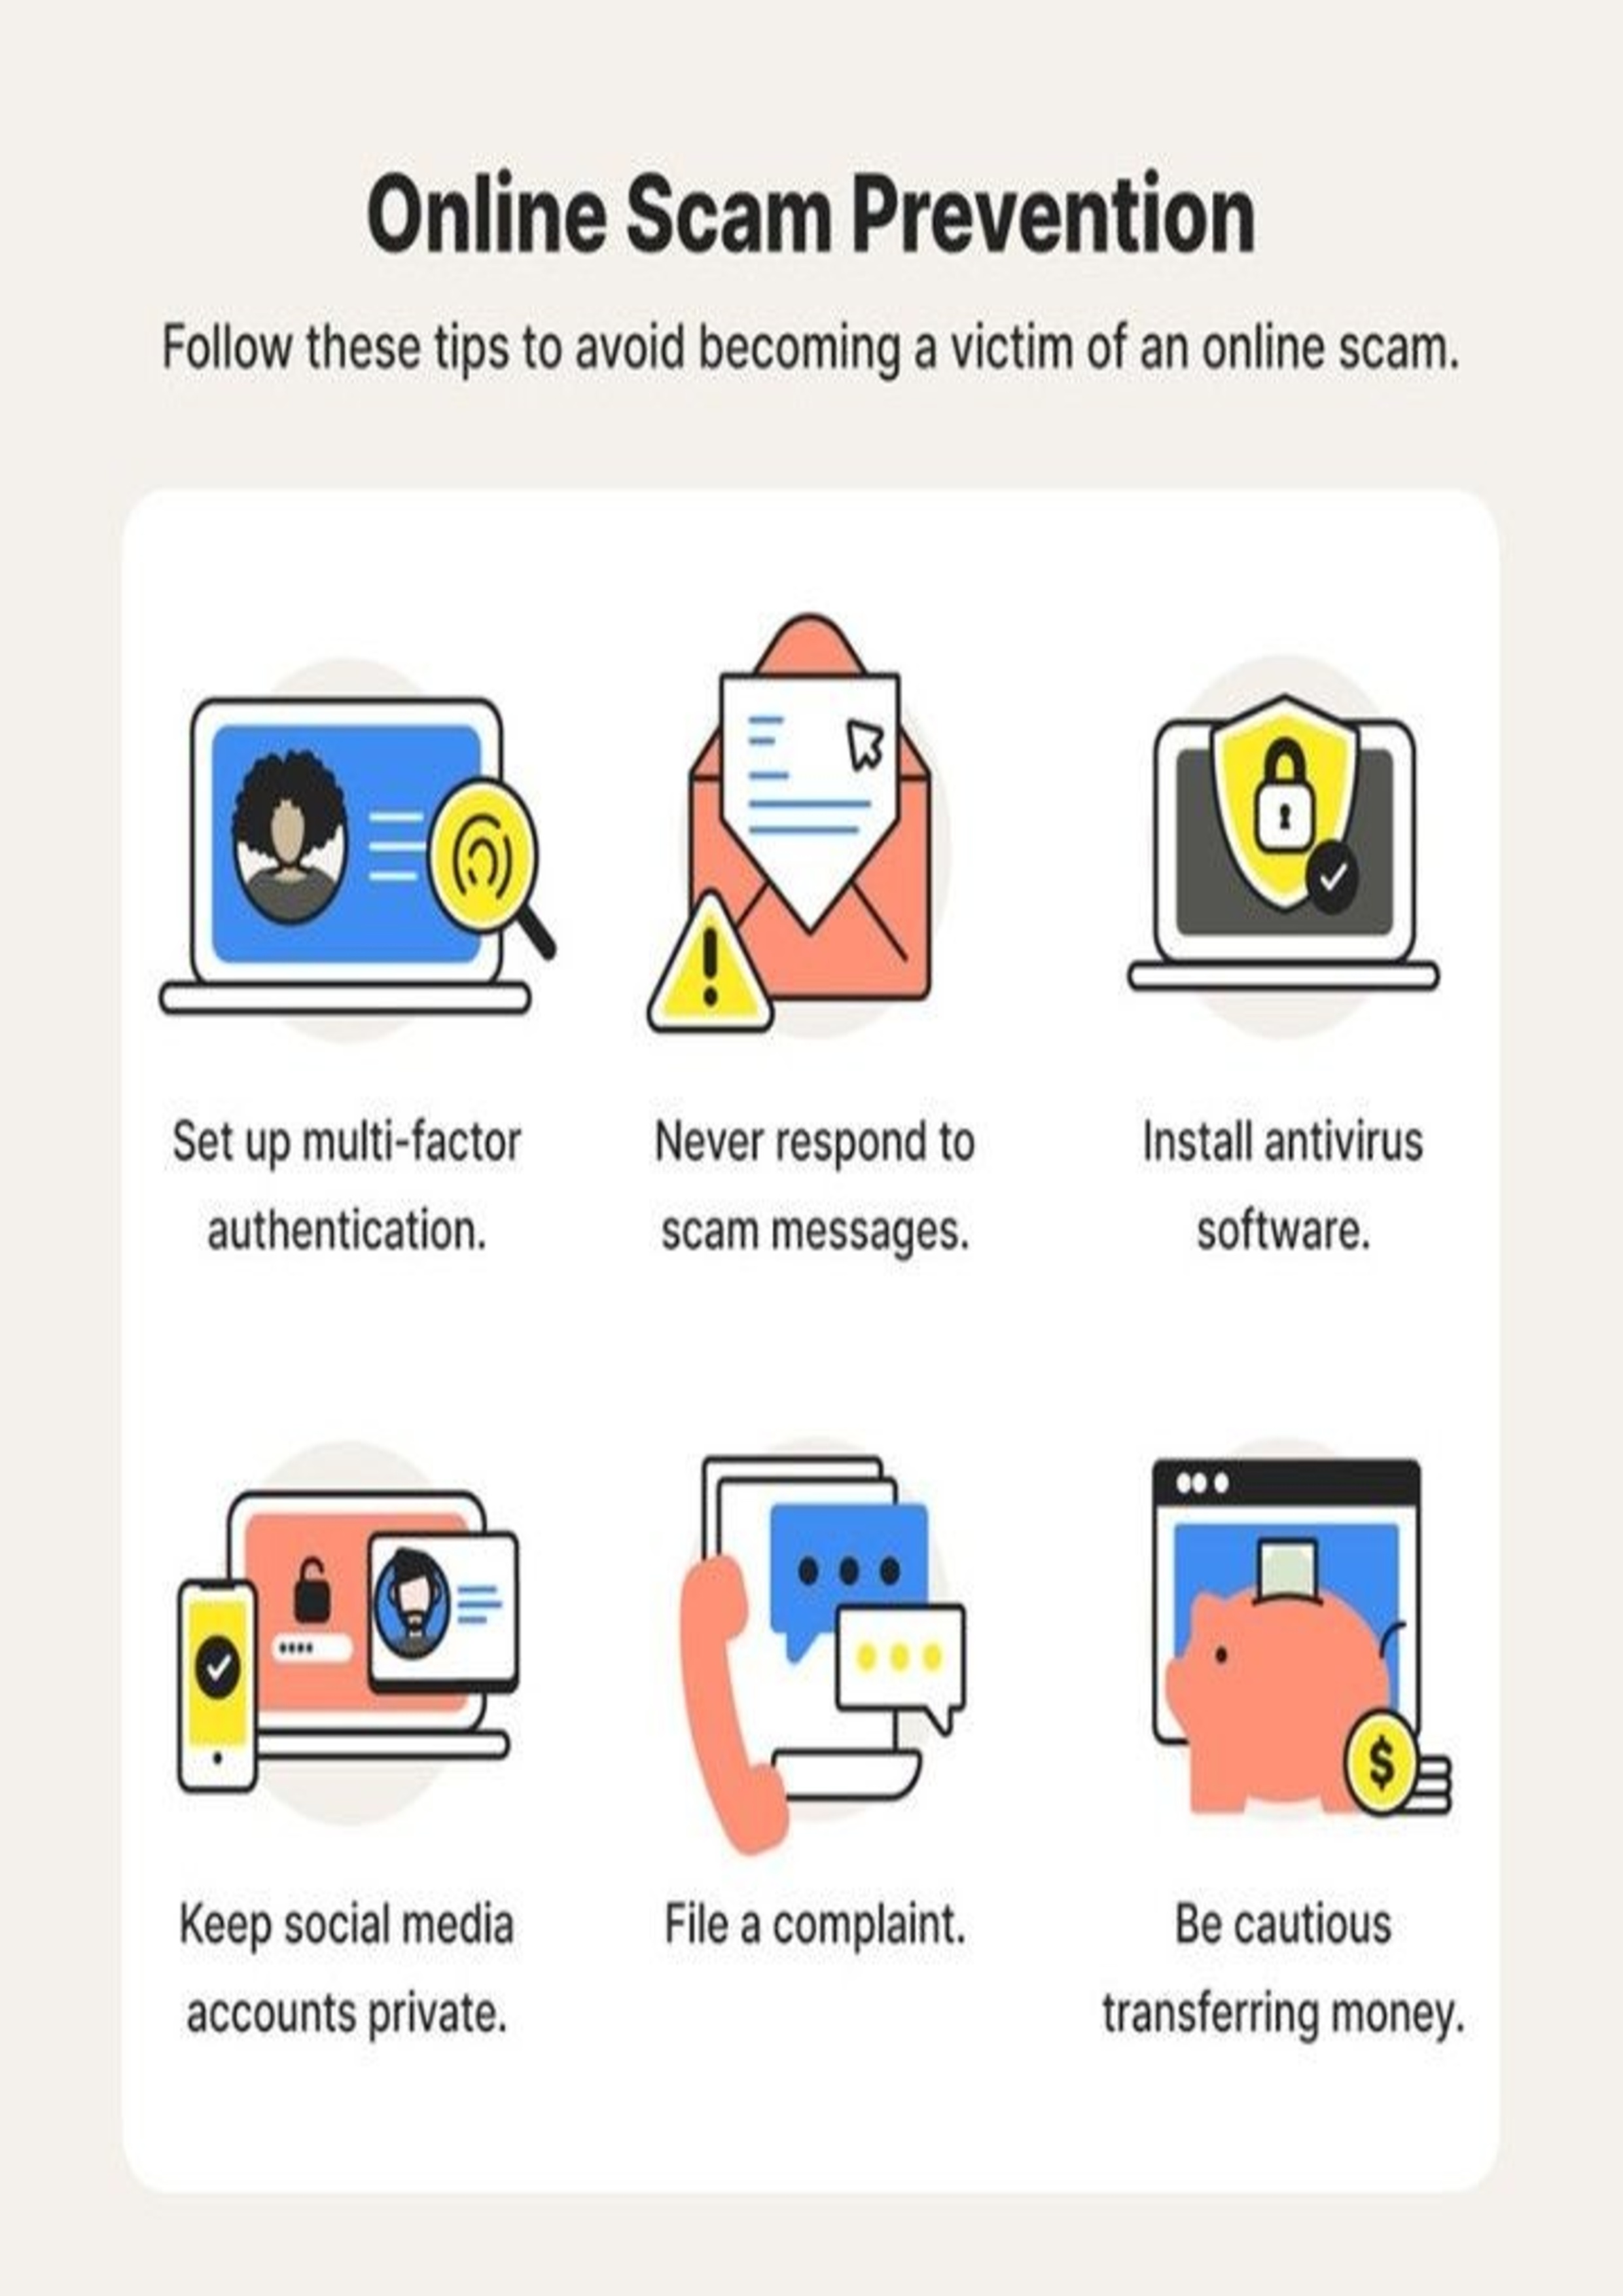 Online Scam Prevention
Follow these tips to avoid becoming a victim of an online scam.
Set up multi-factor
authentication.
Never respond to
scam messages.
Install antivirus
software.
Keep social media
accounts private.
File a complaint.
Be cautious
transferring money.